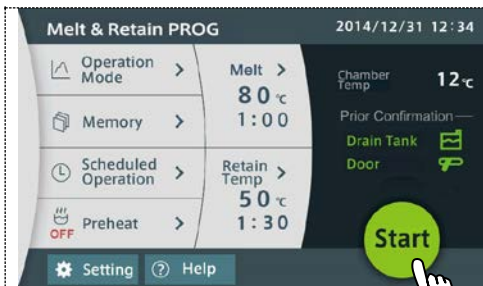 Melt & Retain PROG
2014/12/31 12:34
Operation
Mode >
Memory >
Scheduled
Operation >
OFF Preheat >
Melt >
80℃
1:00
Retain
Temp >
50℃
1:30
Chamber
Temp 12℃
Prior Confirmation
Drain Tank
Door
Start
Setting
? Help